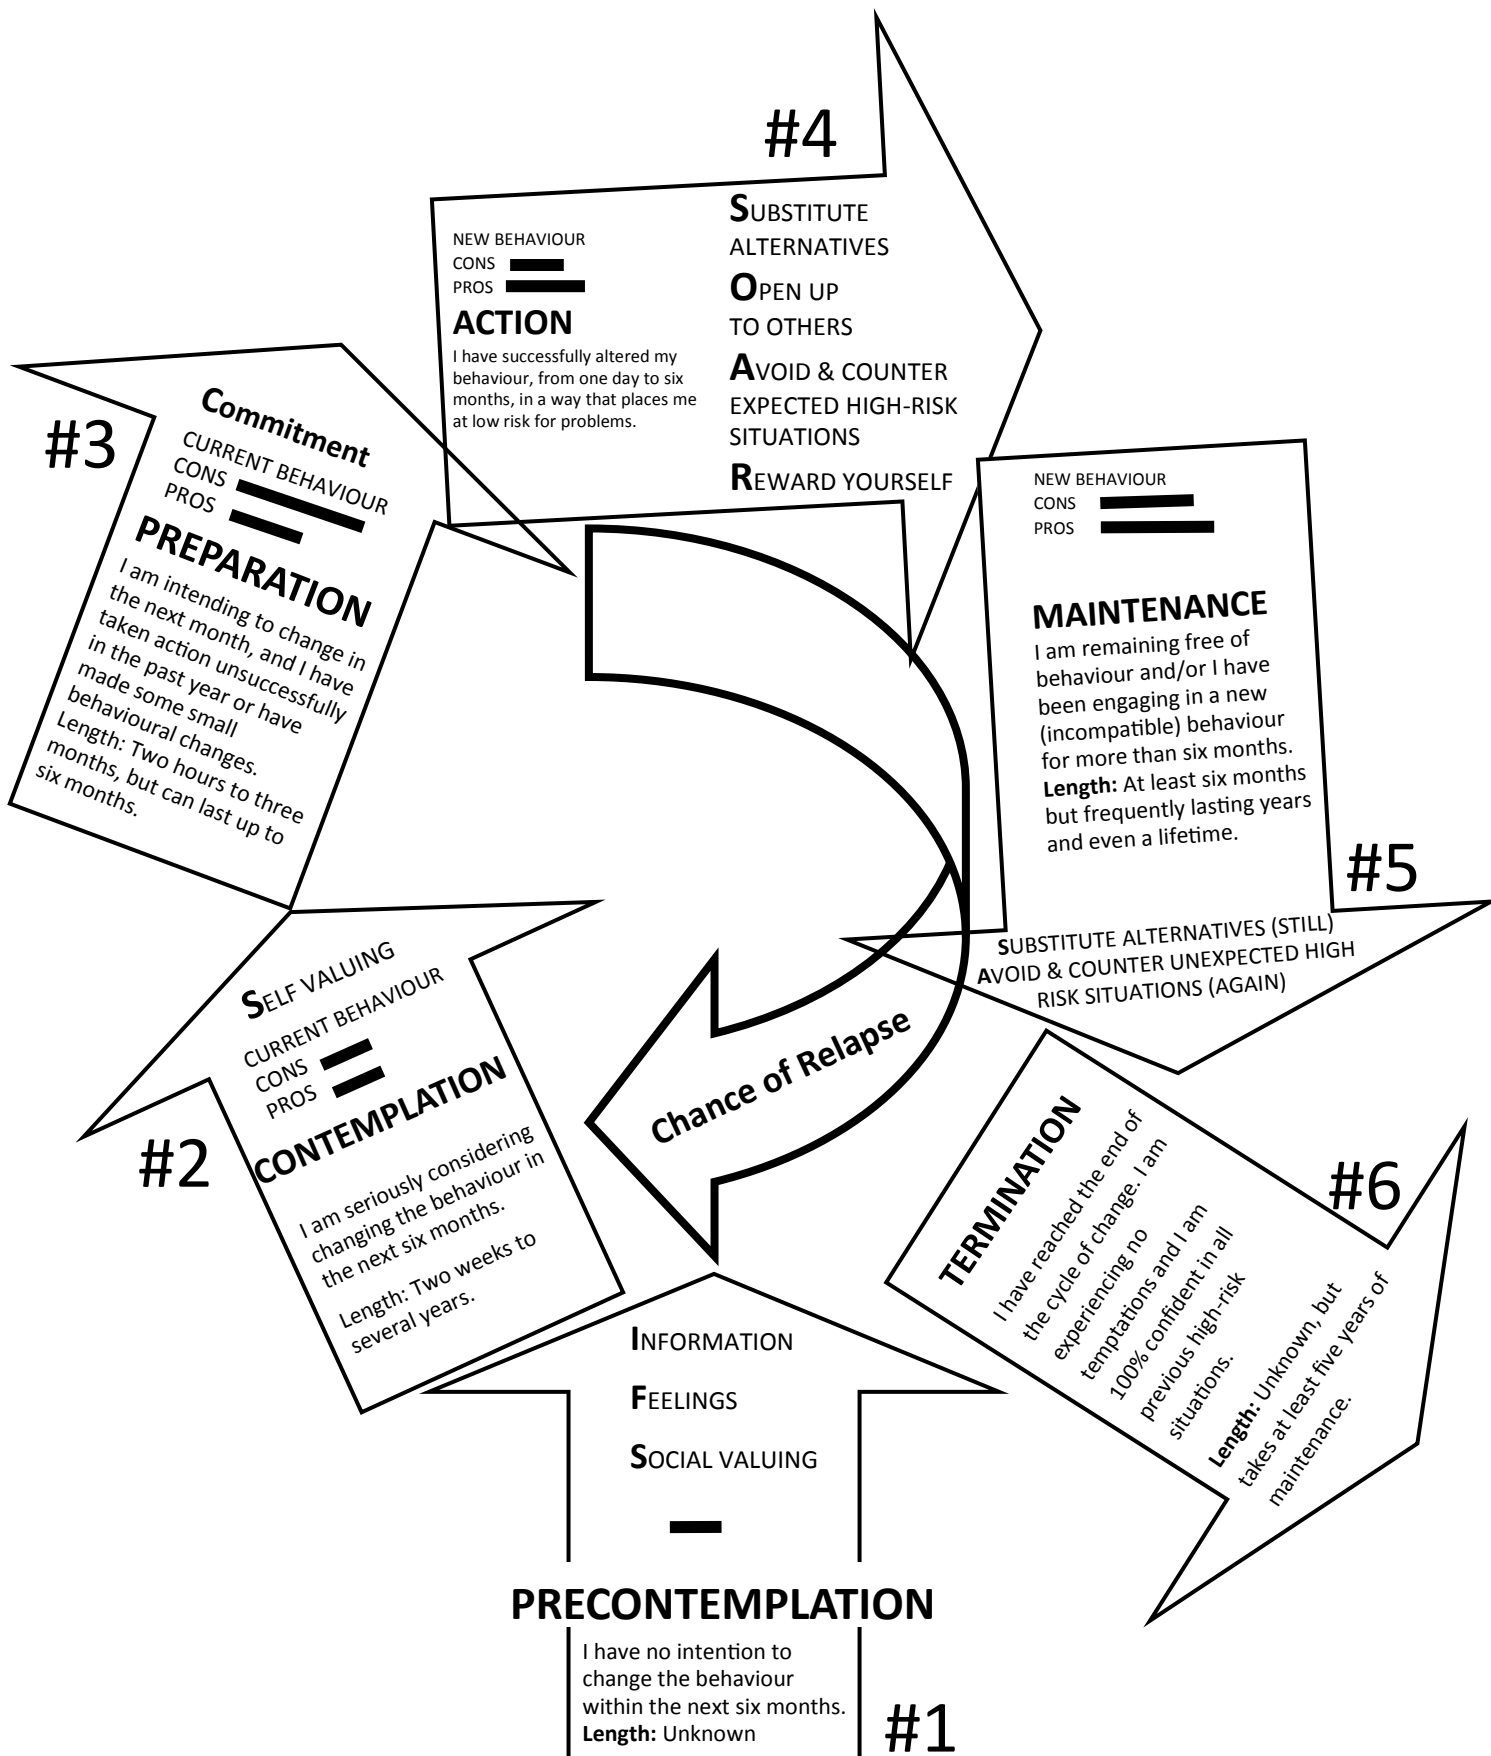 #4
SUBSTITUTE
ALTERNATIVES
OPEN UP
TO OTHERS
AVOID & COUNTER
EXPECTED HIGH-RISK
SITUATIONS
REWARD YOURSELF
NEW BEHAVIOUR
CONS
PROS
ACTION
I have successfully altered my
behaviour, from one day to six
months, in a way that places me
at low risk for problems.
#3
Commitment
CURRENT BEHAVIOUR
CONS
PROS
PREPARATION
I am intending to change in
the next month, and I have
taken action unsuccessfully
in the past year or have
made some small
behavioural changes.
Length: Two hours to three
months, but can last up to
six months.
NEW BEHAVIOUR
CONS
PROS
MAINTENANCE
I am remaining free of
behaviour and/or I have
been engaging in a new
(incompatible) behaviour
for more than six months.
Length: At least six months
but frequently lasting years
and even a lifetime.
#5
SUBSTITUTE ALTERNATIVES (STILL)
AVOID & COUNTER UNEXPECTED HIGH
RISK SITUATIONS (AGAIN)
SELF VALUING
CURRENT BEHAVIOUR
CONS
PROS
CONTEMPLATION
I am seriously considering
changing the behaviour in
the next six months.
Length: Two weeks to
several years.
#2
Chance of Relapse
TERMINATION
I have reached the end of
the cycle of change. I am
experiencing no
temptations and I am
100% confident in all
previous high-risk
situations.
Length: Unknown, but
takes at least five years of
maintenance.
#6
INFORMATION
FEELINGS
SOCIAL VALUING
PRECONTEMPLATION
I have no intention to
change the behaviour
within the next six months.
Length: Unknown
#1